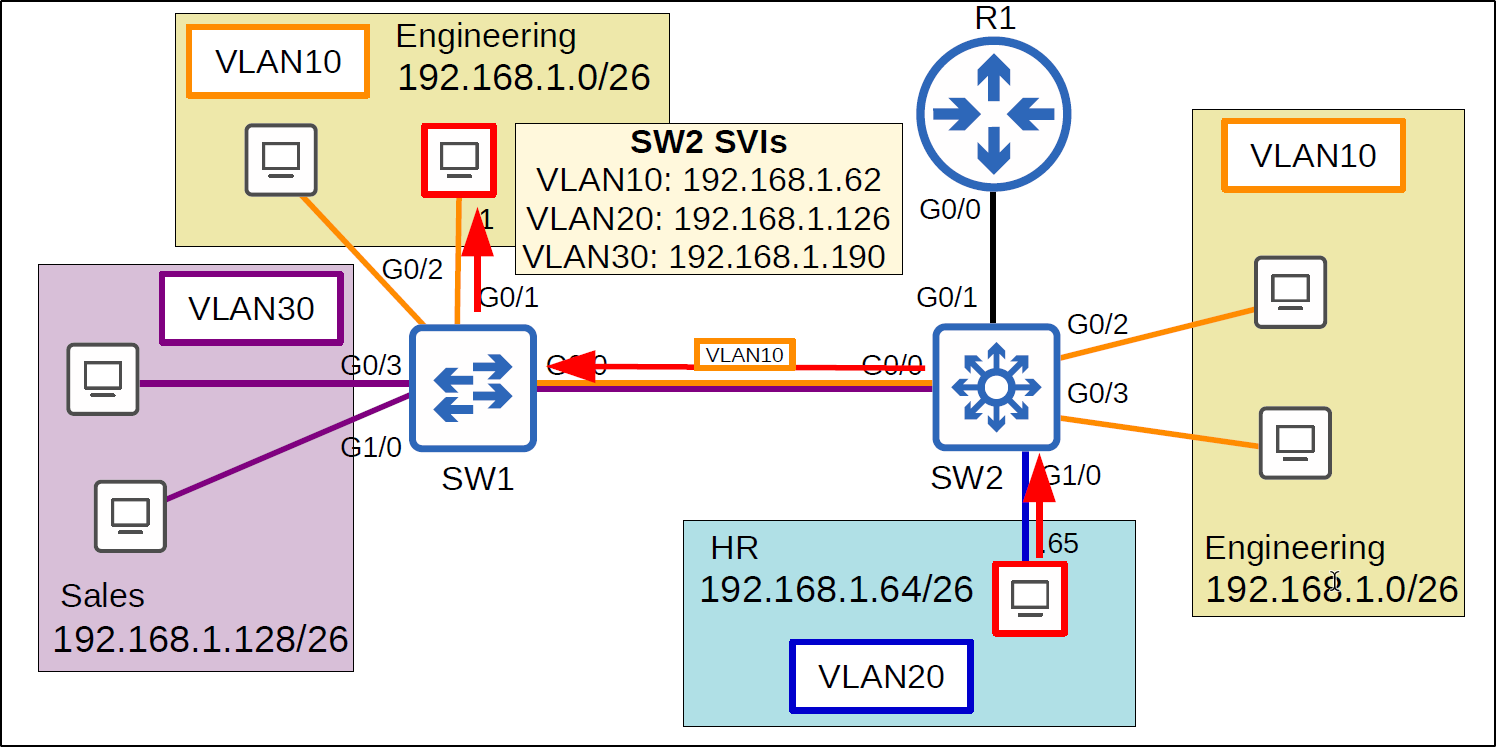 R1
VLAN10
Engineering
192.168.1.0/26
SW2 SVIs
VLAN10: 192.168.1.62
VLAN20: 192.168.1.126
VLAN30: 192.168.1.190
VLAN10
G0/0
1
G0/2
G0/1
G0/1
VLAN30
G0/2
G0/3
G0/0
VLAN10
G0/0
G0/3
G1/0
SW1
SW2
G1/0
HR
.65
192.168.1.64/26
VLAN20
Engineering
192.168.1.0/26
Sales
192.168.1.128/26